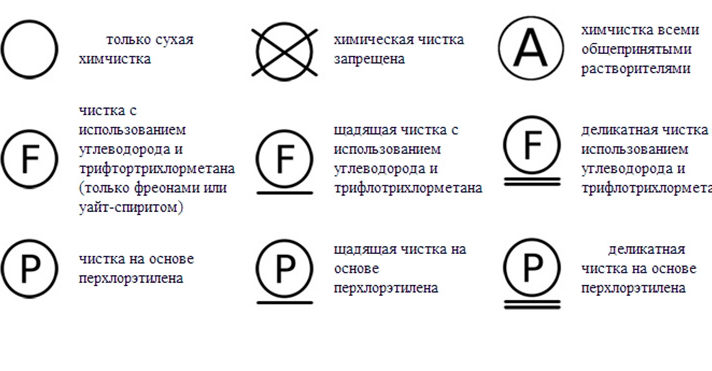 только сухая
химчистка
химическая чистка
запрещена
A
химчистка всеми
общепринятыми
растворителями
F
чистка с
использованием
углеводорода и
трифтортрихлорметана
(только фреонами или
уайт-спиритом)
F
щадящая чистка с
использованием
углеводорода и
трифлотрихлорметана
F
деликатная чистка
использованием
углеводорода и
трифлотрихлормета
P
чистка на основе
перхлорэтилена
P
щадящая чистка на
основе
перхлорэтилена
P
деликатная
чистка на основе
перхлорэтилена